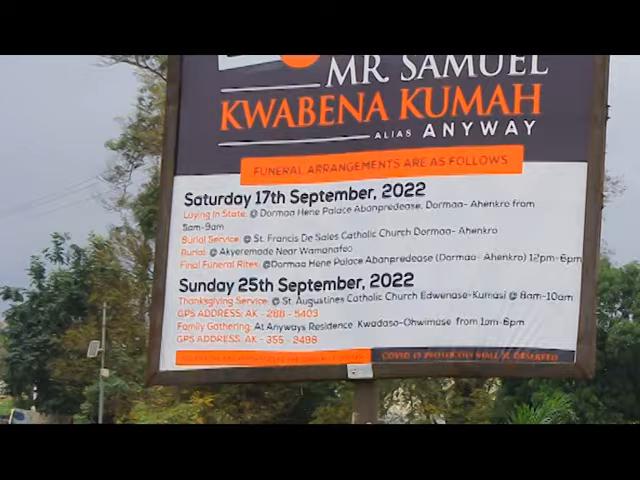 MR. SAMUEL
KWABENA KUMAH
ALIAS ANYWAY
FUNERAL ARRANGEMENTS ARE AS FOLLOWS
Saturday 17th September, 2022
Laying In State: @ Dormaa Hene Palace Abanpredease, Dormaa- Ahenkro from
5am-9am
Burial Service: @ St. Francis De Sales Catholic Church Dormaa- Ahenkro
Burial: @ Akyeremade Near Wamanafeo
Final Funeral Rites: @Dormaa Hene Palace Abanpredease (Dormaa- Ahenkro) 12pm-6pm
Sunday 25th September, 2022
Thanksgiving Service: @ St. Augustines Catholic Church Edwenase-Kumasi @ 8am-10am
GPS ADDRESS: AK - 288 - 5403
Family Gathering: At Anyways Residence Kwadaso-Ohwimase from 1pm-6pm
GPS ADDRESS: AK - 355 - 2498
COVID 19 PROTOCOLS SHALL BE OBSERVED